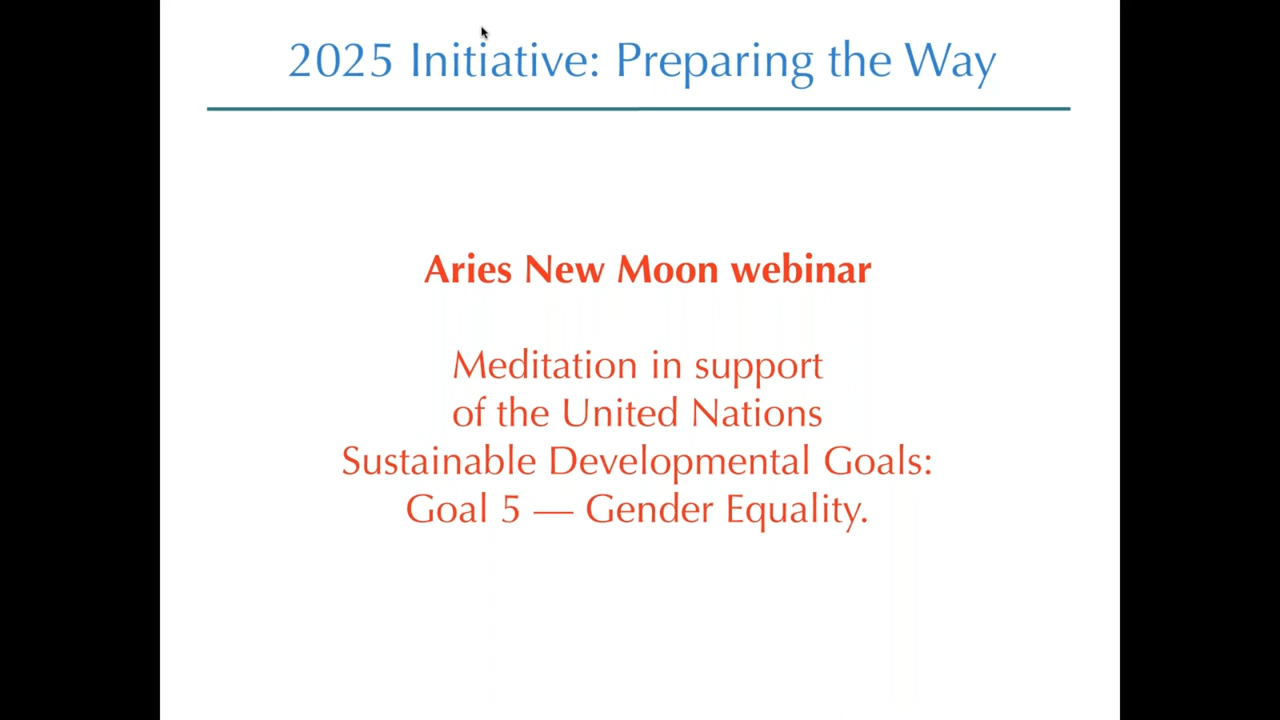 2025 Initiative: Preparing the Way
Aries New Moon webinar
Meditation in support
of the United Nations
Sustainable Developmental Goals:
Goal 5 — Gender Equality.